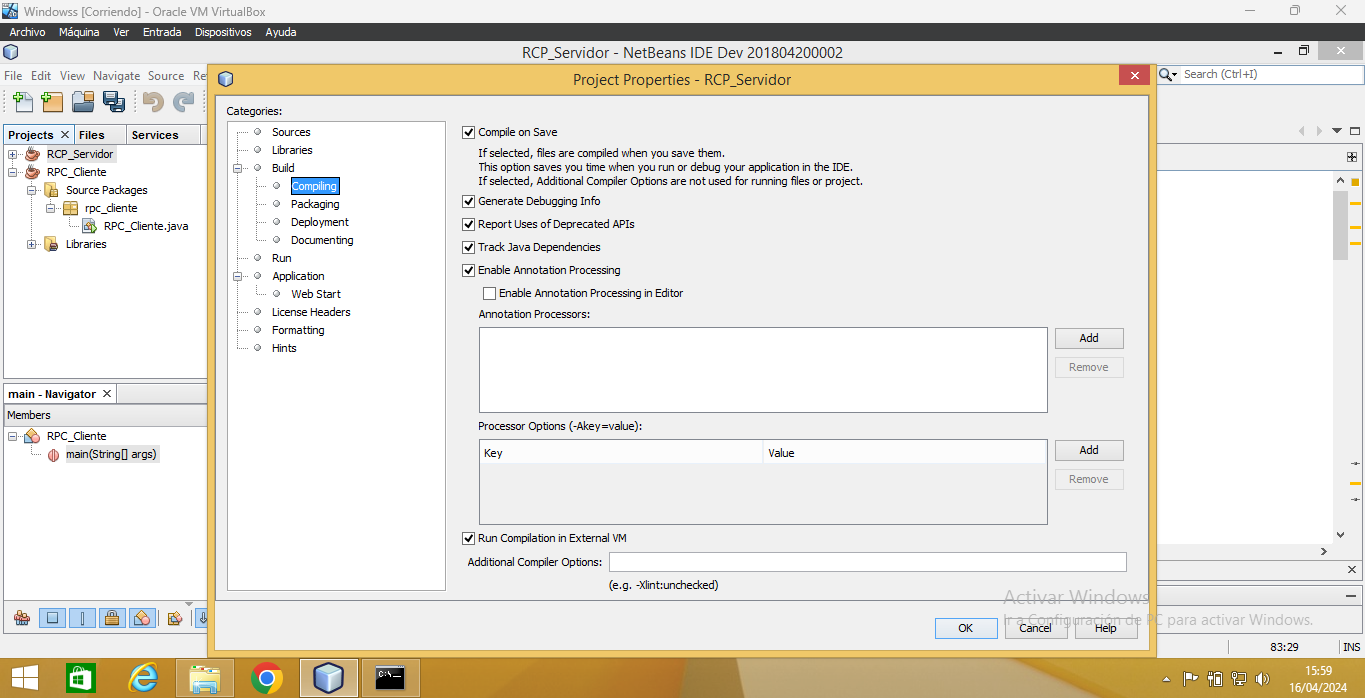 Windowss [Corriendo] - Oracle VM VirtualBox
Archivo Máquina Ver Entrada Dispositivos Ayuda
RCP_Servidor - NetBeans IDE Dev 201804200002
File Edit View Navigate Source Re
Project Properties - RCP_Servidor
Search (Ctrl+I)
Projects Files Services
RCP_Servidor
RPC_Cliente
Source Packages
rpc_cliente
RPC_Cliente.java
Libraries
main - Navigator
Members
RPC_Cliente
main(String[] args)
Categories:
Sources
Libraries
Build
Compiling
Packaging
Deployment
Documenting
Run
Application
Web Start
License Headers
Formatting
Hints
Compile on Save
If selected, files are compiled when you save them.
This option saves you time when you run or debug your application in the IDE.
If selected, Additional Compiler Options are not used for running files or project.
Generate Debugging Info
Report Uses of Deprecated APIs
Track Java Dependencies
Enable Annotation Processing
Enable Annotation Processing in Editor
Annotation Processors:
Add
Remove
Processor Options (-Akey=value):
Key Value
Add
Remove
Run Compilation in External VM
Additional Compiler Options:
(e.g. -Xlint:unchecked)
Activar Windows
Ir a Configuración de PC para activar Windows.
OK Cancel Help
83:29 INS
C:\>_
15:59
16/04/2024